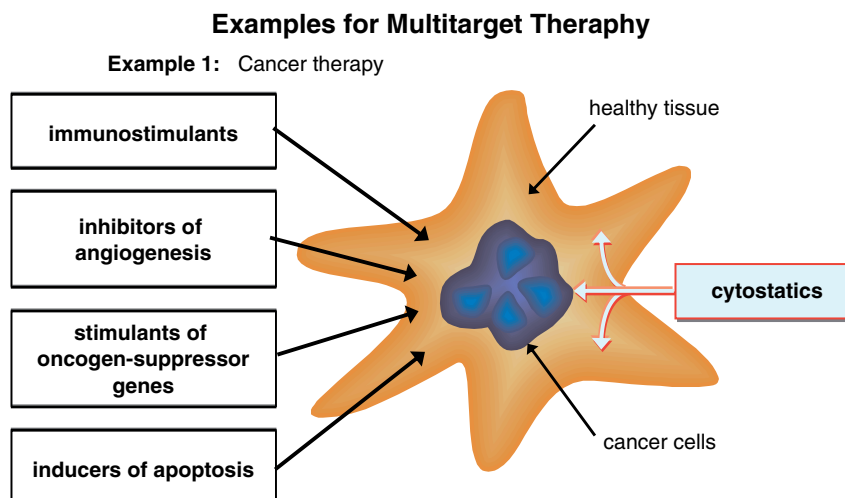 Examples for Multitarget Theraphy
Example 1: Cancer therapy
immunostimulants
inhibitors of
angiogenesis
stimulants of
oncogen-suppressor
genes
inducers of apoptosis
healthy tissue
cytostatics
cancer cells